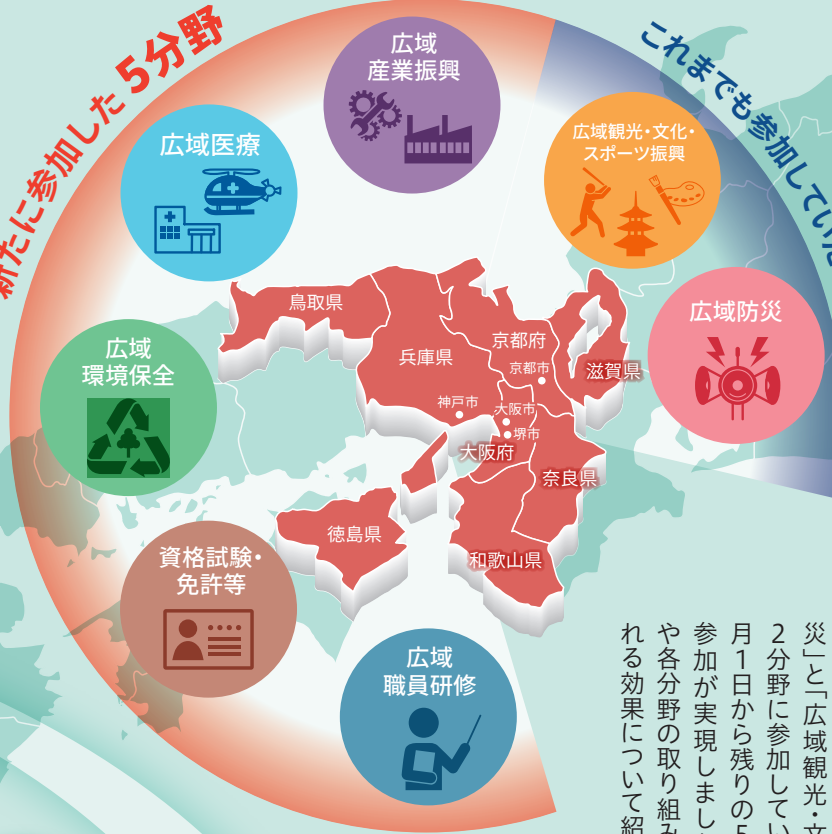 新たに参加した5分野
これまでも参加していた
広域
産業振興
広域医療
広域観光・文化・
スポーツ振興
広域防災
広域
環境保全
資格試験・
免許等
広域
職員研修
鳥取県
兵庫県
京都府
京都市
滋賀県
神戸市
大阪市
堺市
大阪府
奈良県
徳島県
和歌山県
災」と「広域観光・文
2分野に参加してい
月1日から残りの5
参加が実現しまし
や各分野の取り組み
れる効果について紹